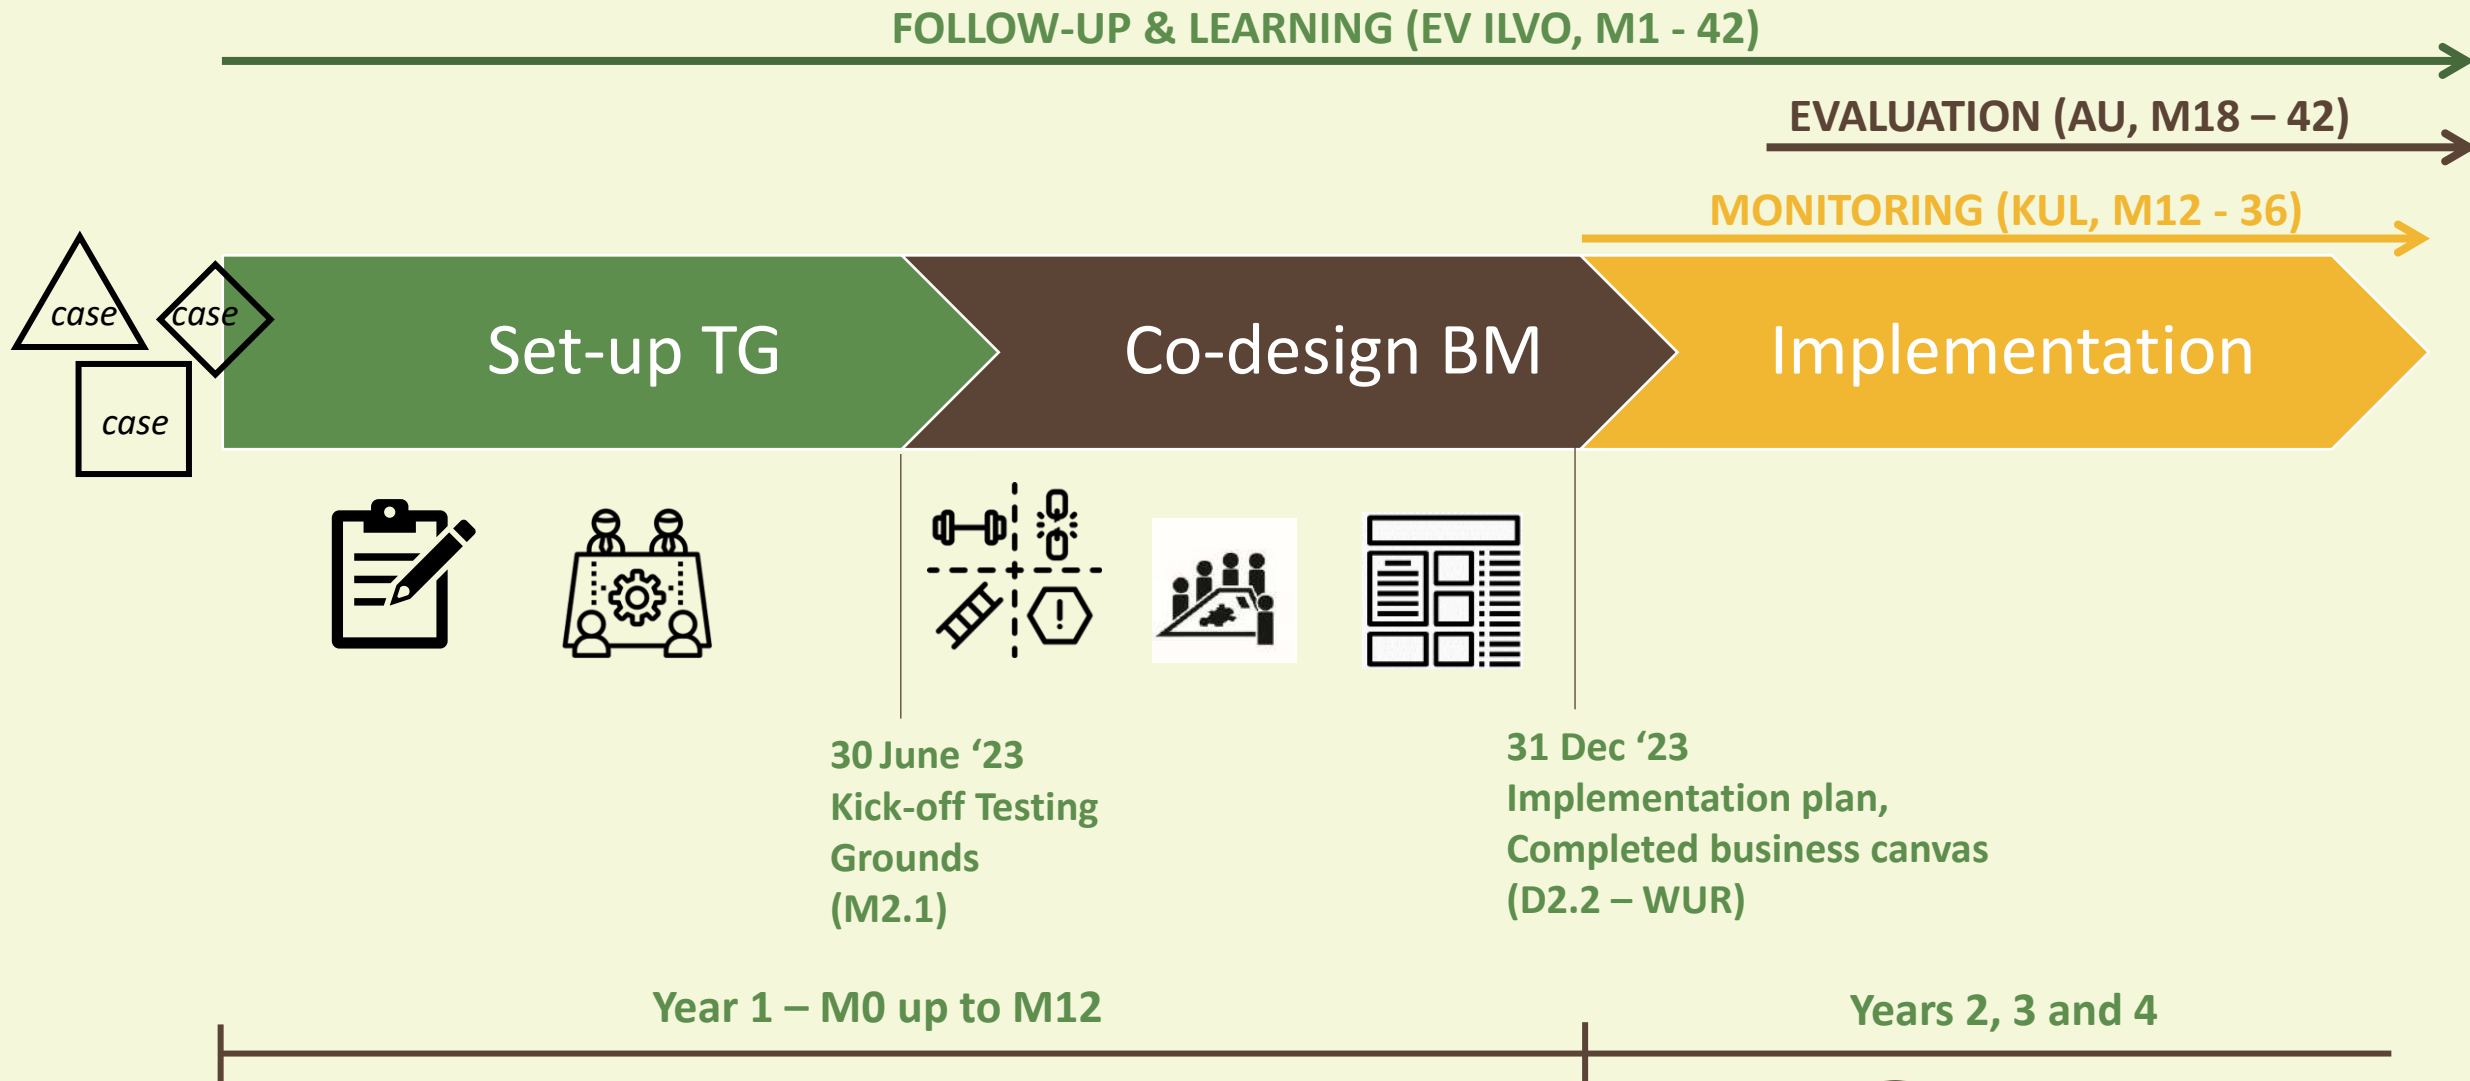 FOLLOW-UP & LEARNING (EV ILVO, M1 - 42)
EVALUATION (AU, M18 – 42)
MONITORING (KUL, M12 - 36)
case
case
case
Set-up TG
Co-design BM
Implementation
30 June ‘23
Kick-off Testing
Grounds
(M2.1)
31 Dec ‘23
Implementation plan,
Completed business canvas
(D2.2 – WUR)
Year 1 – M0 up to M12
Years 2, 3 and 4